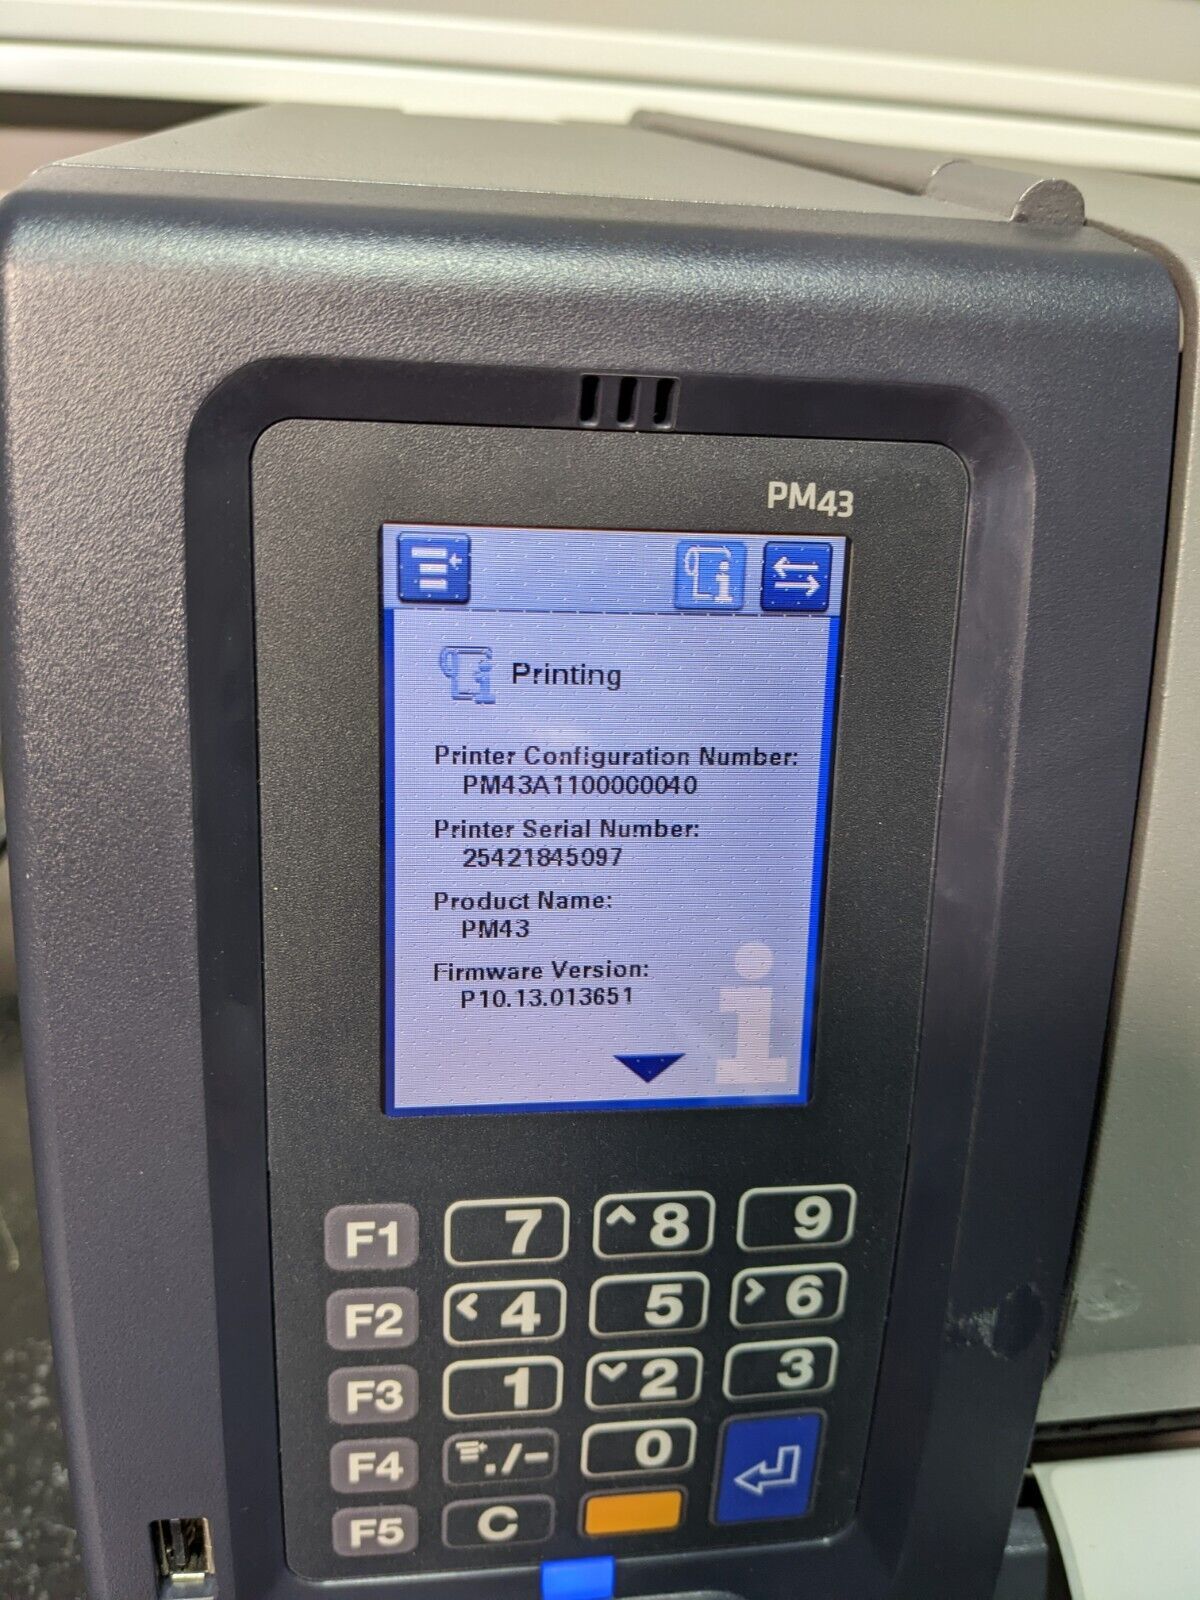 PM43
Printing
Printer Configuration Number:
PM43A1100000040
Printer Serial Number:
25421845097
Product Name:
PM43
Firmware Version:
P10.13.013651
F1 7 8 9
F2 4 5 6
F3 1 2 3
F4 ./- 0
F5 C